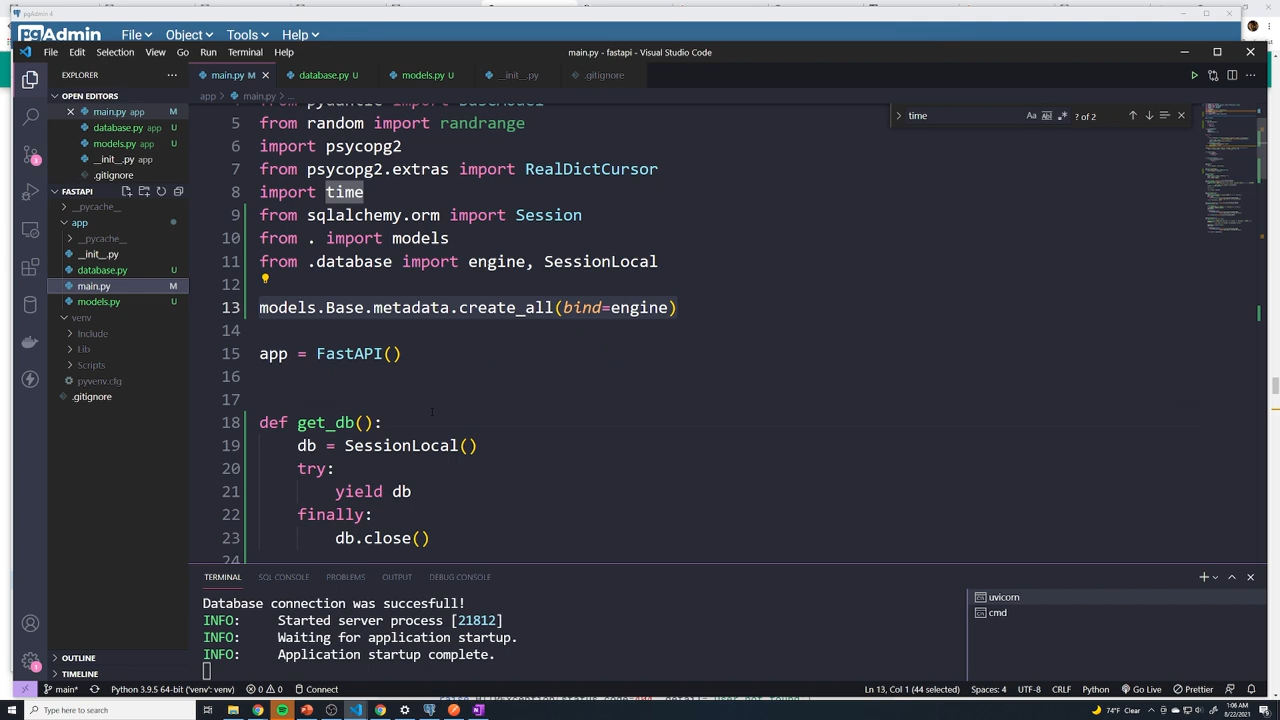 pgAdmin 4
pgAdmin File Object Tools Help
File Edit Selection View Go Run Terminal Help
main.py - fastapi - Visual Studio Code
EXPLORER
main.py M
database.py U
models.py U
__init__.py
.gitignore
OPEN EDITORS
main.py app M
database.py app U
models.py app U
__init__.py app
.gitignore
FASTAPI
__pycache__
app
__pycache__
__init__.py
database.py U
main.py M
models.py U
venv
Include
Lib
Scripts
pyvenv.cfg
.gitignore
OUTLINE
TIMELINE
app > main.py > ...
time
Aa
? of 2
5 from random import randrange
6 import psycopg2
7 from psycopg2.extras import RealDictCursor
8 import time
9 from sqlalchemy.orm import Session
10 from . import models
11 from .database import engine, SessionLocal
12
13 models.Base.metadata.create_all(bind=engine)
14
15 app = FastAPI()
16
17
18 def get_db():
19 db = SessionLocal()
20 try:
21 yield db
22 finally:
23 db.close()
24
TERMINAL SQL CONSOLE PROBLEMS OUTPUT DEBUG CONSOLE
Database connection was succesfull!
INFO: Started server process [21812]
INFO: Waiting for application startup.
INFO: Application startup complete.
uvicorn
cmd
main* Python 3.9.5 64-bit ('venv': venv) 0 0 Connect
Ln 13, Col 1 (44 selected) Spaces: 4 UTF-8 CRLF Python Go Live Prettier
Type here to search
74°F Clear
1:06 AM
8/22/2021